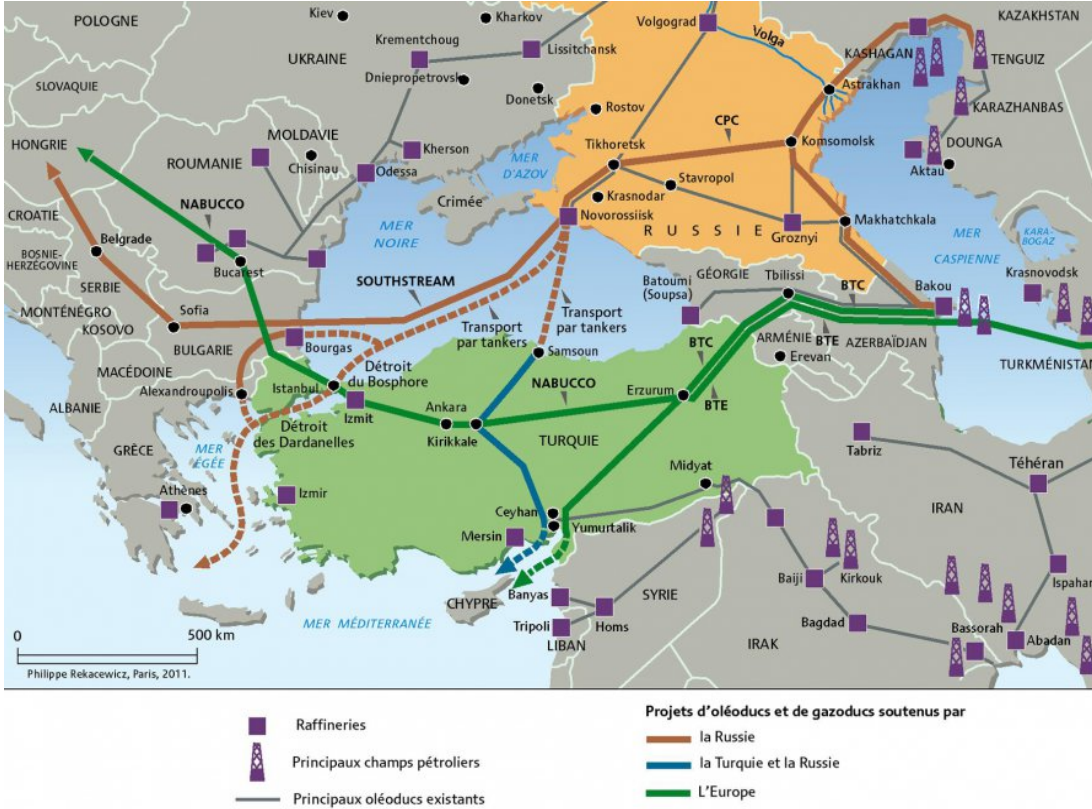 POLOGNE
Kiev
Kharkov
Volgograd
KAZAKHSTAN
UKRAINE
Krementchoug
Lissitchansk
Volga
KASHAGAN
TENGUIZ
SLOVAQUIE
Dniepropetrovsk
Donetsk
Astrakhan
KARAZHANBAS
Rostov
MOLDAVIE
CPC
HONGRIE
ROUMANIE
Chisinau
Odessa
Kherson
MER
D'AZOV
Tikhoretsk
Komsomolsk
DOUNGA
Aktau
Stavropol
Crimée
Krasnodar
NABUCCO
Novorossiisk
Makhatchkala
CROATIE
MER
NOIRE
RUSSIE
Groznyi
MER
CASPIENNE
KARA-
BOGAZ
Belgrade
BOSNIE-
HERZÉGOVINE
Bucarest
GÉORGIE
Tbilissi
Krasnovodsk
SERBIE
SOUTHSTREAM
Batoumi
(Soupsa)
BTC
Bakou
MONTÉNÉGRO
KOSOVO
Sofia
Transport
par tankers
Transport
par tankers
BULGARIE
Bourgas
ARMÉNIE
BTE
AZERBAÏDJAN
Erevan
TURKMÉNISTAN
MACÉDOINE
Détroit
du Bosphore
Samsoun
BTC
Alexandroupolis
Istanbul
NABUCCO
Erzurum
ALBANIE
Izmit
Ankara
BTE
Détroit
des Dardanelles
Kirikkale
TURQUIE
GRÈCE
MER
ÉGÉE
Tabriz
Téhéran
Midyat
Athènes
Izmir
Ceyhan
IRAN
Mersin
Yumurtalik
Baiji
Kirkouk
Ispahan
CHYPRE
Banyas
SYRIE
MER MÉDITERRANÉE
Tripoli
Homs
Bagdad
Bassorah
Abadan
LIBAN
IRAK
0
500 km
Philippe Rekacewicz, Paris, 2011.
Raffineries
Principaux champs pétroliers
Principaux oléoducs existants
Projets d'oléoducs et de gazoducs soutenus par
la Russie
la Turquie et la Russie
L'Europe